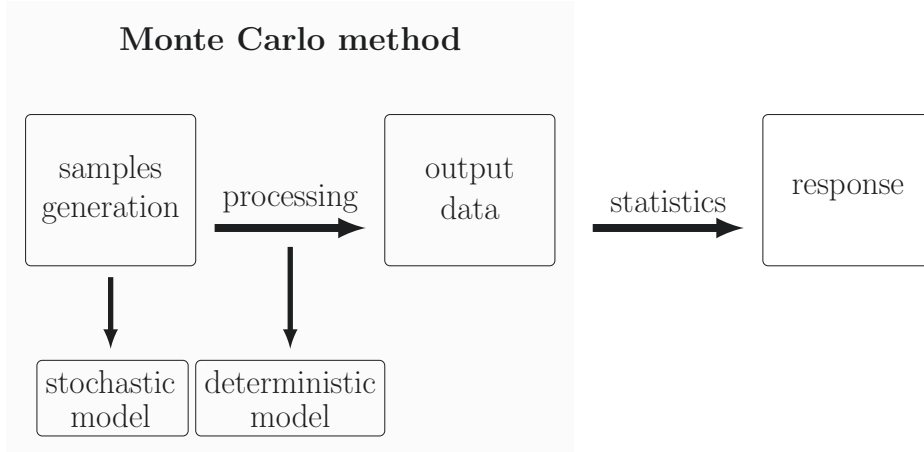 Monte Carlo method
samples
generation
processing
output
data
statistics
response
stochastic
model
deterministic
model